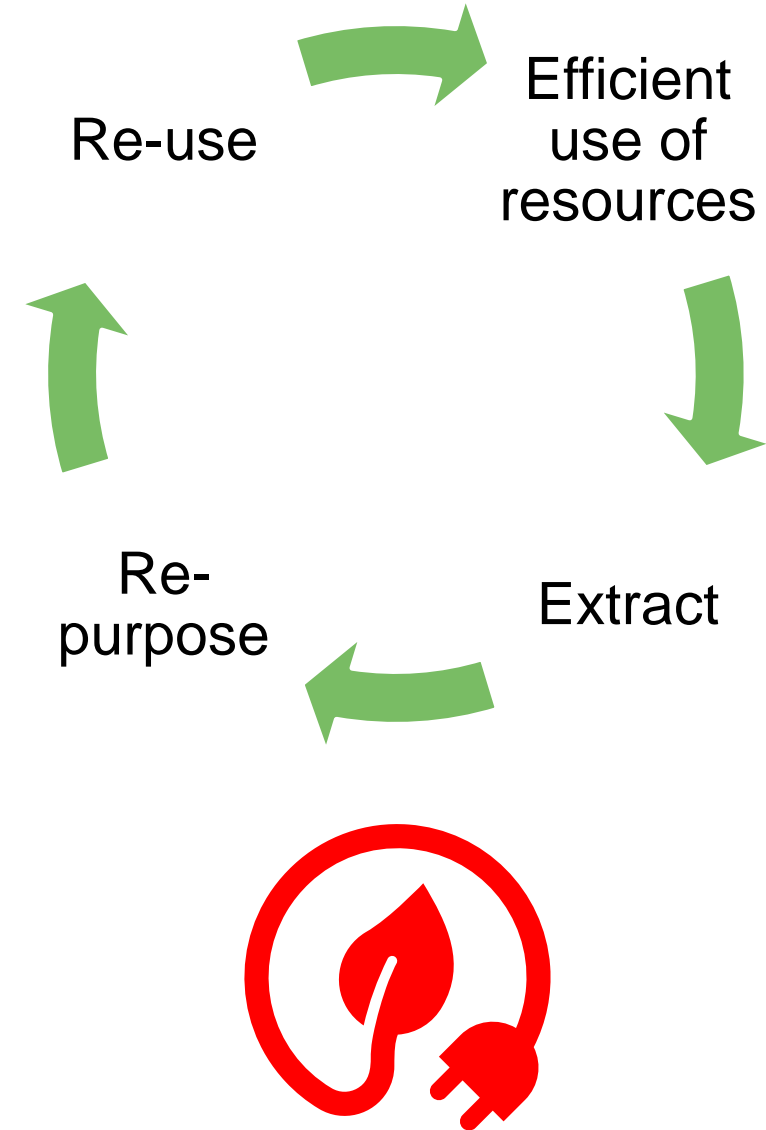 Re-use
Efficient
use of
resources
Extract
Re-
purpose